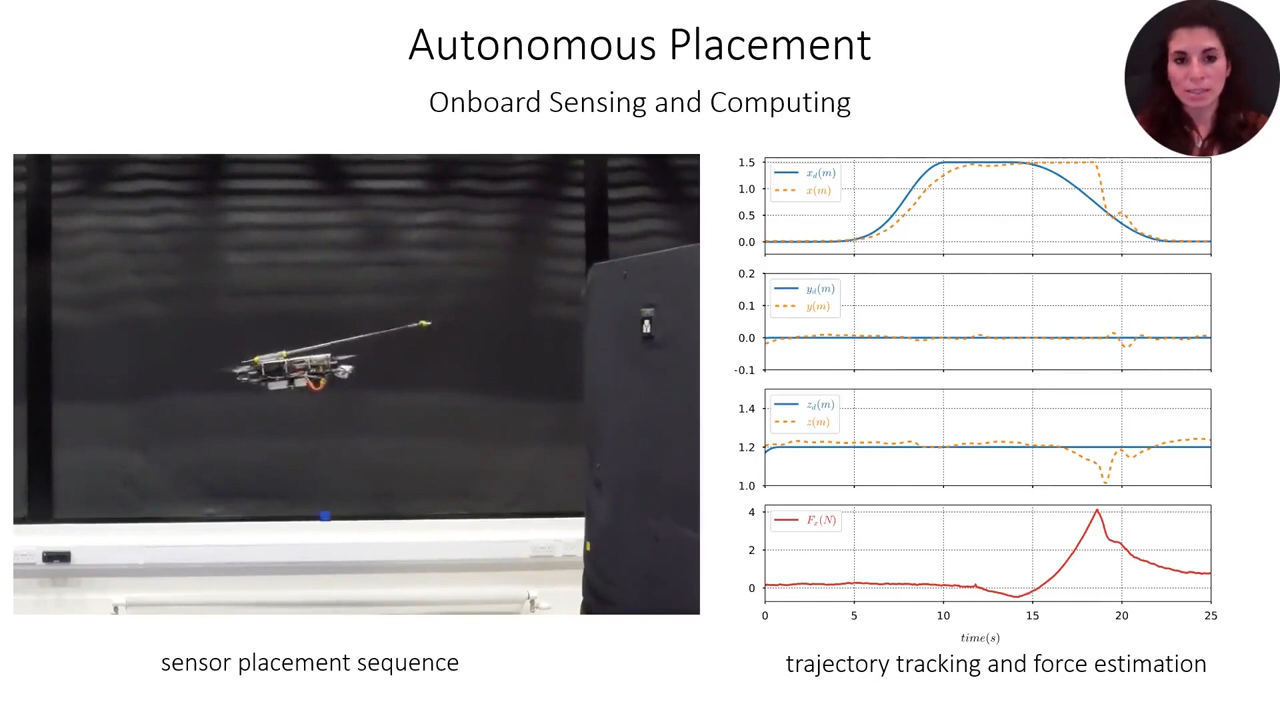 Autonomous Placement
Onboard Sensing and Computing
1.5
1.0
0.5
0.0
x_d(m)
x(m)
0.2
0.1
0.0
-0.1
y_d(m)
y(m)
1.4
1.2
1.0
z_d(m)
z(m)
4
2
0
F_x(N)
0 5 10 15 20 25
time(s)
sensor placement sequence
trajectory tracking and force estimation